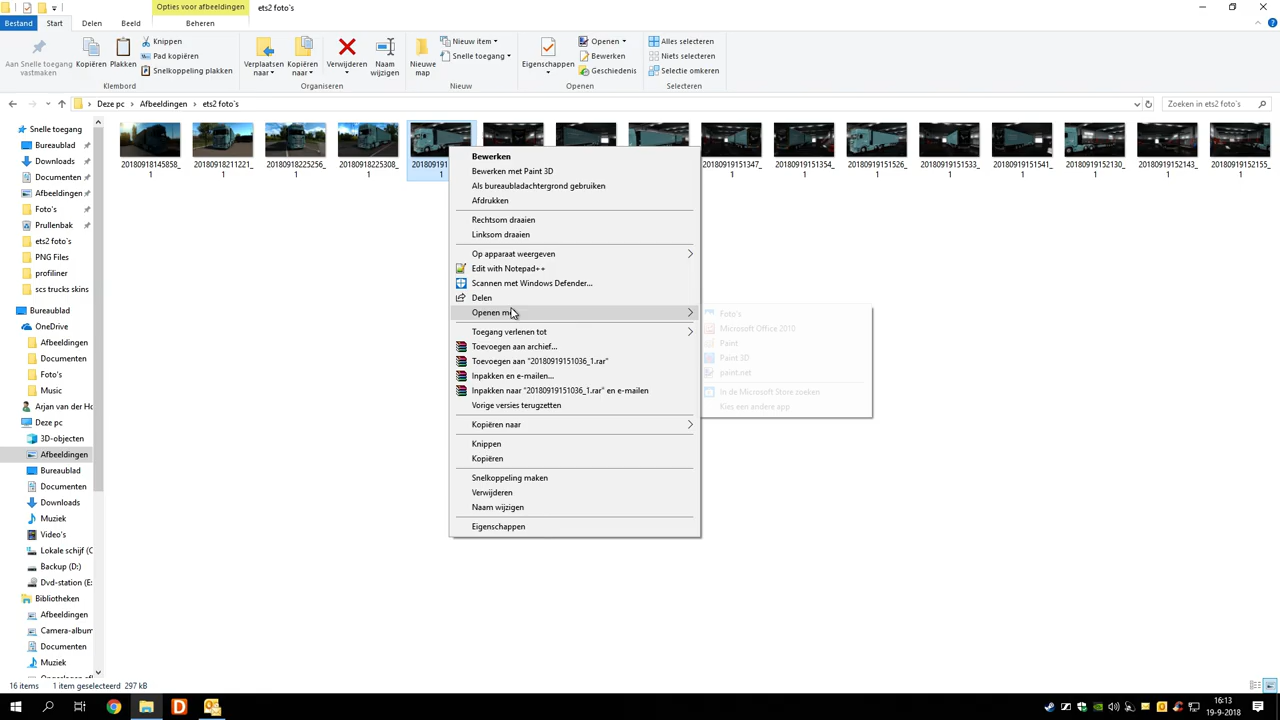 Opties voor afbeeldingen
ets2 foto`s
Bestand
Start
Delen
Beeld
Beheren
Aan Snelle toegang vastmaken
Kopiëren
Plakken
Knippen
Pad kopiëren
Snelkoppeling plakken
Klembord
Verplaatsen naar
Kopiëren naar
Verwijderen
Naam wijzigen
Organiseren
Nieuwe map
Nieuw item
Snelle toegang
Nieuw
Eigenschappen
Openen
Bewerken
Geschiedenis
Openen
Alles selecteren
Niets selecteren
Selectie omkeren
Selecteren
Deze pc
Afbeeldingen
ets2 foto`s
Zoeken in ets2 foto`s
Snelle toegang
Bureaublad
Downloads
Documenten
Afbeeldingen
Foto's
Prullenbak
ets2 foto`s
PNG Files
profiliner
scs trucks skins
Bureaublad
OneDrive
Afbeeldingen
Documenten
Foto's
Music
Arjan van der Ho
Deze pc
3D-objecten
Afbeeldingen
Bureaublad
Documenten
Downloads
Muziek
Video's
Lokale schijf (C
Backup (D:)
Dvd-station (E:
Bibliotheken
Afbeeldingen
Camera-album
Documenten
Muziek
20180918145858_1
20180918211221_1
20180918225256_1
20180918225308_1
201809191
20180919151347_1
20180919151354_1
20180919151526_1
20180919151533_1
20180919151541_1
20180919152130_1
20180919152143_1
20180919152155_1
Bewerken
Bewerken met Paint 3D
Als bureaubladachtergrond gebruiken
Afdrukken
Rechtsom draaien
Linksom draaien
Op apparaat weergeven
Edit with Notepad++
Scannen met Windows Defender...
Delen
Openen me
Toegang verlenen tot
Toevoegen aan archief...
Toevoegen aan "20180919151036_1.rar"
Inpakken en e-mailen...
Inpakken naar "20180919151036_1.rar" en e-mailen
Vorige versies terugzetten
Kopiëren naar
Knippen
Kopiëren
Snelkoppeling maken
Verwijderen
Naam wijzigen
Eigenschappen
Foto's
Microsoft Office 2010
Paint
Paint 3D
paint.net
In de Microsoft Store zoeken
Kies een andere app
16 items
1 item geselecteerd 297 kB
16:13
19-9-2018